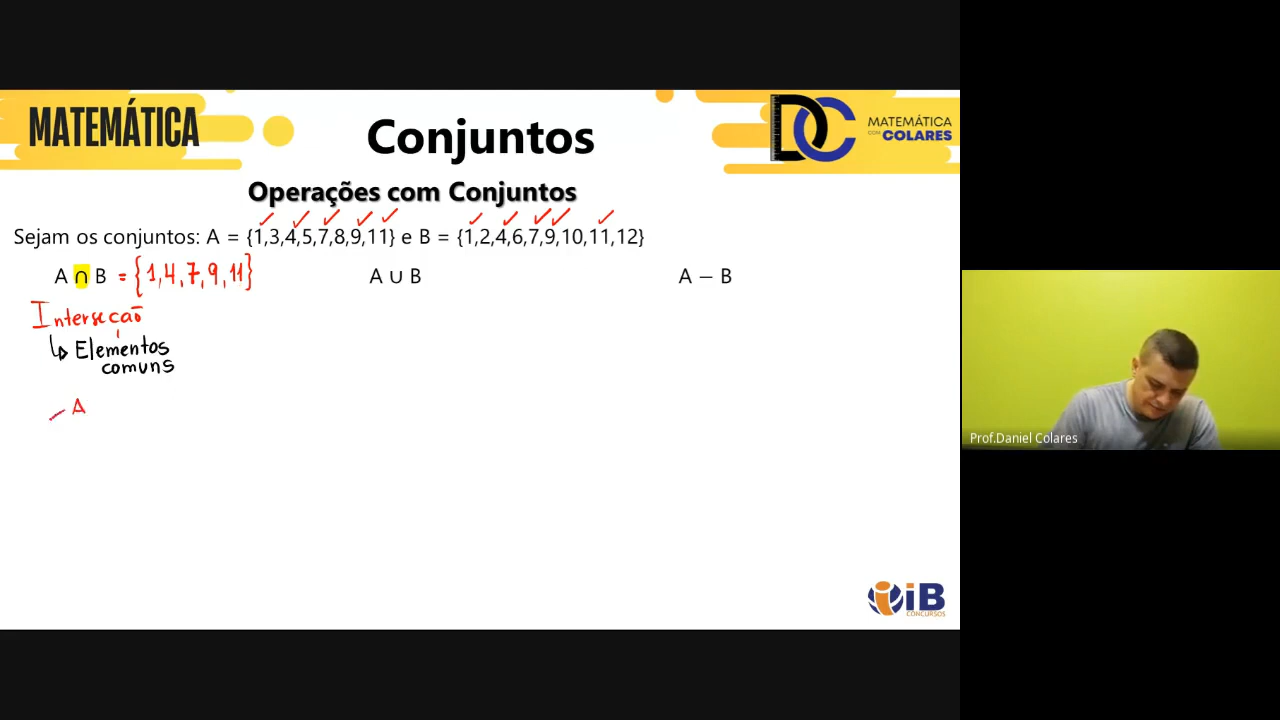 MATEMÁTICA
Conjuntos
DC MATEMÁTICA
COM COLARES
Operações com Conjuntos
Sejam os conjuntos: A = {1,3,4,5,7,8,9,11} e B = {1,2,4,6,7,9,10,11,12}
A ∩ B = {1,4,7,9,11} A ∪ B A − B
Interseção
↳ Elementos
comuns
A
Prof.Daniel Colares
iB
CONCURSOS